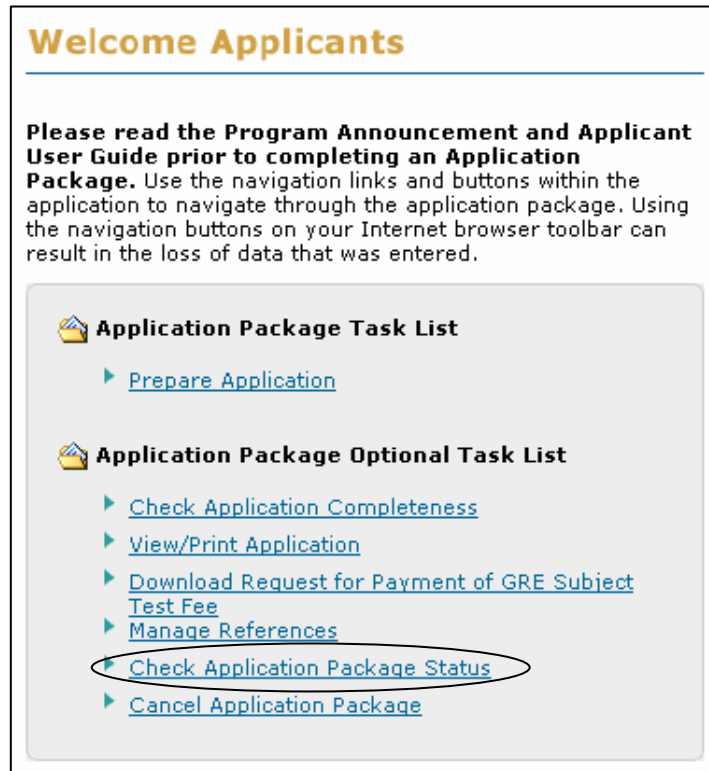 Welcome Applicants
Please read the Program Announcement and Applicant
User Guide prior to completing an Application
Package. Use the navigation links and buttons within the
application to navigate through the application package. Using
the navigation buttons on your Internet browser toolbar can
result in the loss of data that was entered.
Application Package Task List
Prepare Application
Application Package Optional Task List
Check Application Completeness
View/Print Application
Download Request for Payment of GRE Subject
Test Fee
Manage References
Check Application Package Status
Cancel Application Package